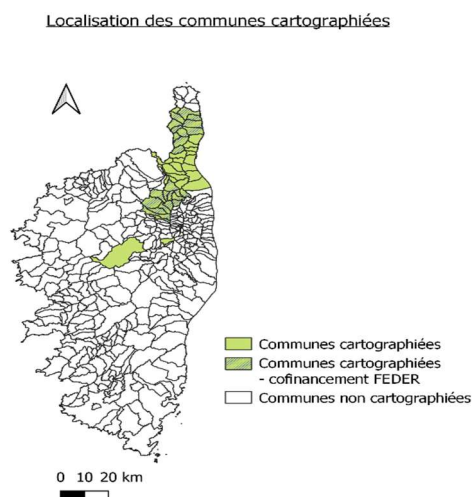 Localisation des communes cartographiées
Communes cartographiées
Communes cartographiées
- cofinancement FEDER
Communes non cartographiées
0 10 20 km